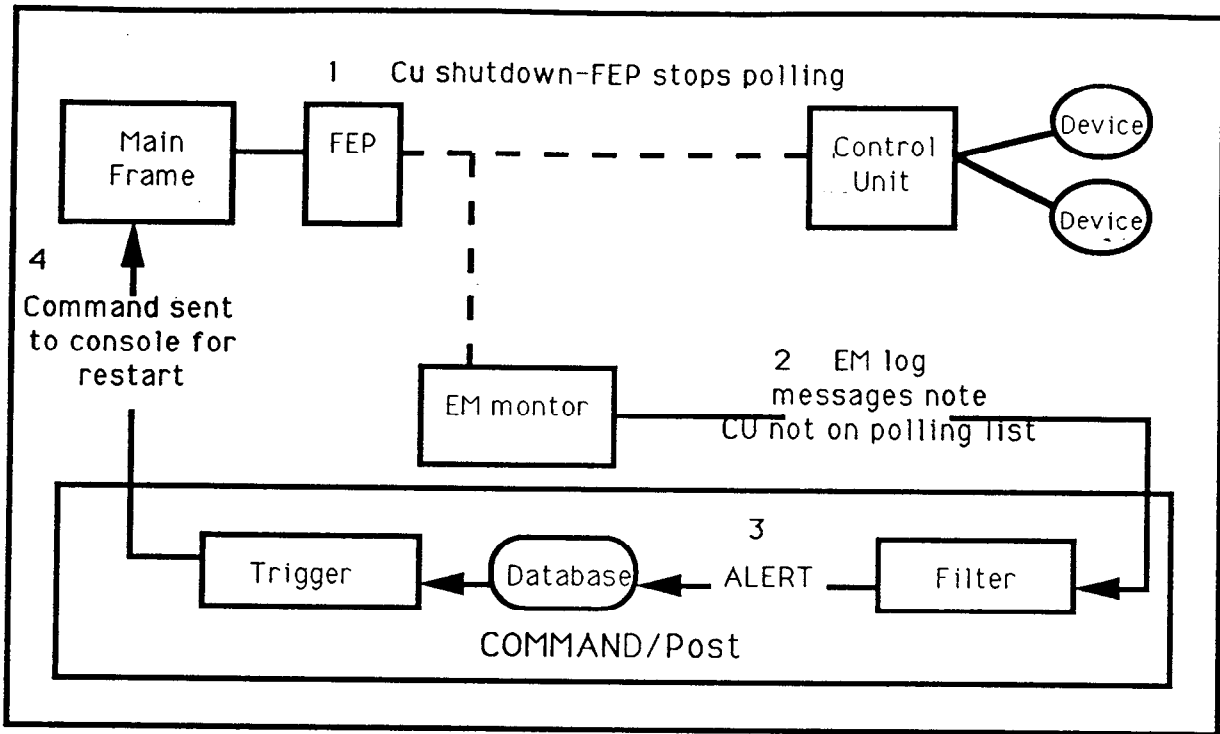 1 Cu shutdown-FEP stops polling
Main
Frame
FEP
Control
Unit
Device
Device
4
Command sent
to console for
restart
EM montor
2 EM log
messages note
CU not on polling list
3
ALERT
Trigger
Database
Filter
COMMAND/Post